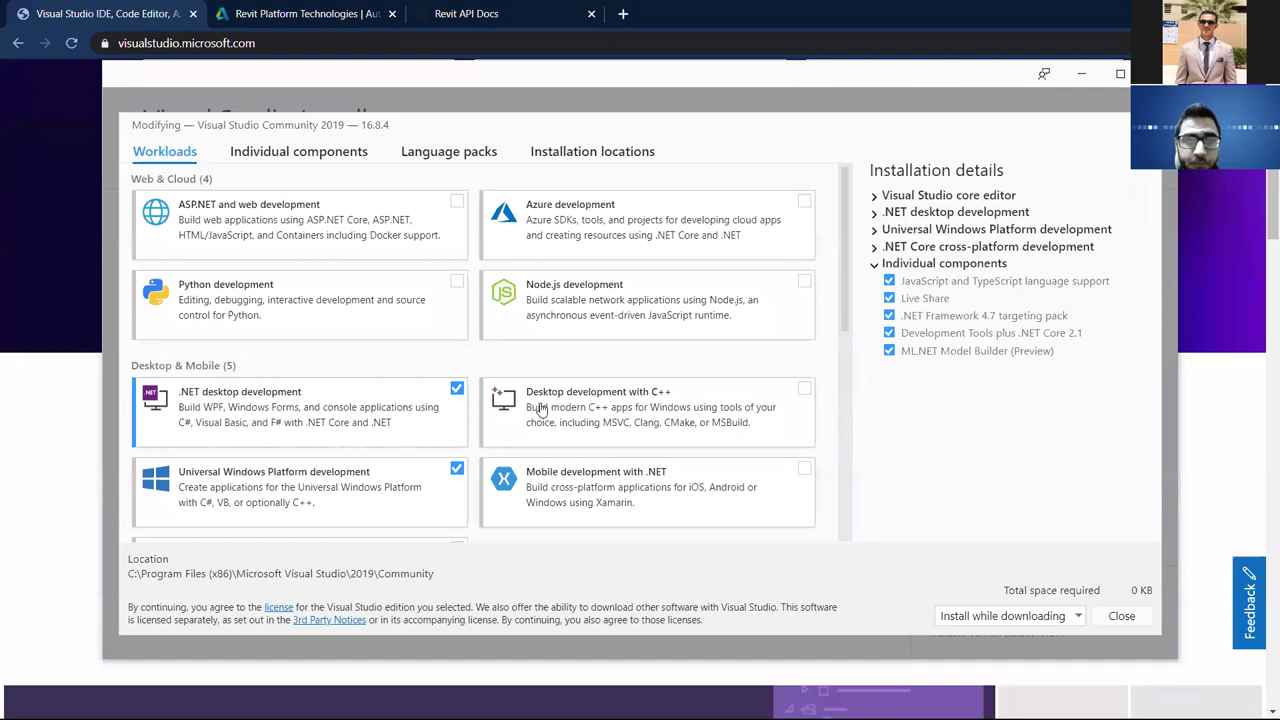 Visual Studio IDE, Code Editor, A
Revit Platform Technologies | Aut
Revit API Docs
visualstudio.microsoft.com
Modifying — Visual Studio Community 2019 — 16.8.4
Workloads
Individual components
Language packs
Installation locations
Web & Cloud (4)
ASP.NET and web development
Build web applications using ASP.NET Core, ASP.NET,
HTML/JavaScript, and Containers including Docker support.
Azure development
Azure SDKs, tools, and projects for developing cloud apps
and creating resources using .NET Core and .NET
Python development
Editing, debugging, interactive development and source
control for Python.
Node.js development
Build scalable network applications using Node.js, an
asynchronous event-driven JavaScript runtime.
Desktop & Mobile (5)
.NET desktop development
Build WPF, Windows Forms, and console applications using
C#, Visual Basic, and F# with .NET Core and .NET
Desktop development with C++
Build modern C++ apps for Windows using tools of your
choice, including MSVC, Clang, CMake, or MSBuild.
Universal Windows Platform development
Create applications for the Universal Windows Platform
with C#, VB, or optionally C++.
Mobile development with .NET
Build cross-platform applications for iOS, Android or
Windows using Xamarin.
Installation details
Visual Studio core editor
.NET desktop development
Universal Windows Platform development
.NET Core cross-platform development
Individual components
JavaScript and TypeScript language support
Live Share
.NET Framework 4.7 targeting pack
Development Tools plus .NET Core 2.1
ML.NET Model Builder (Preview)
Location
C:\Program Files (x86)\Microsoft Visual Studio\2019\Community
Total space required 0 KB
By continuing, you agree to the license for the Visual Studio edition you selected. We also offer the ability to download other software with Visual Studio. This software
is licensed separately, as set out in the 3rd Party Notices or in its accompanying license. By continuing, you also agree to those licenses.
Install while downloading
Close
Feedback